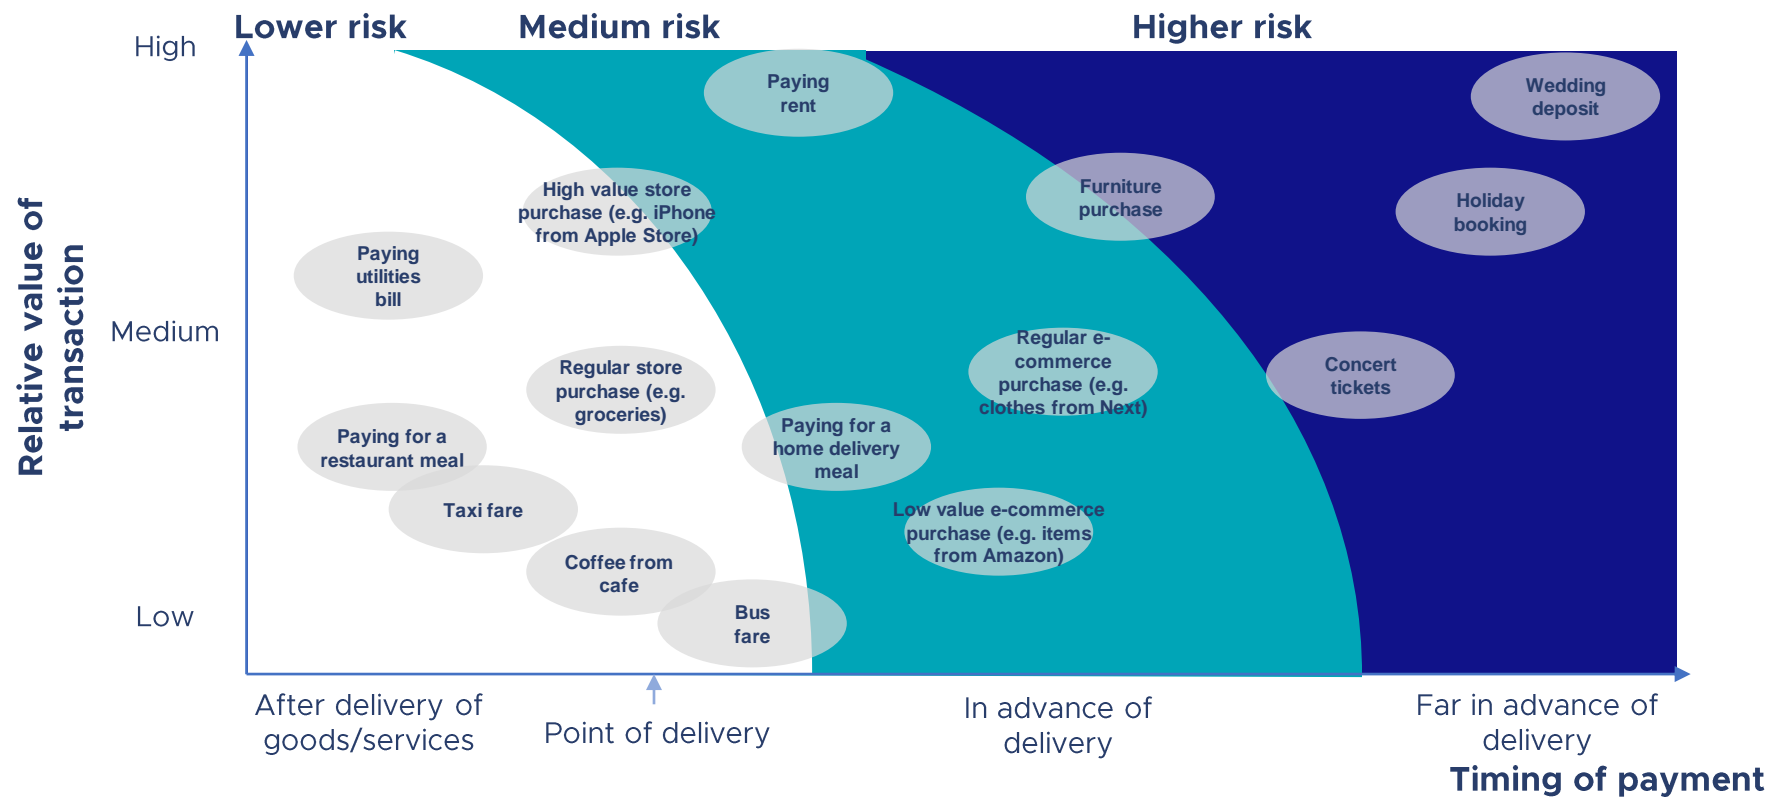 Lower risk
Medium risk
Higher risk
High
Paying
rent
Wedding
deposit
High value store
purchase (e.g. iPhone
from Apple Store)
Furniture
purchase
Holiday
booking
Relative value of
transaction
Paying
utilities
bill
Medium
Regular store
purchase (e.g.
groceries)
Regular e-
commerce
purchase (e.g.
clothes from Next)
Concert
tickets
Paying for a
restaurant meal
Paying for a
home delivery
meal
Taxi fare
Low value e-commerce
purchase (e.g. items
from Amazon)
Coffee from
cafe
Low
Bus
fare
After delivery of
goods/services
Point of delivery
In advance of
delivery
Far in advance of
delivery
Timing of payment